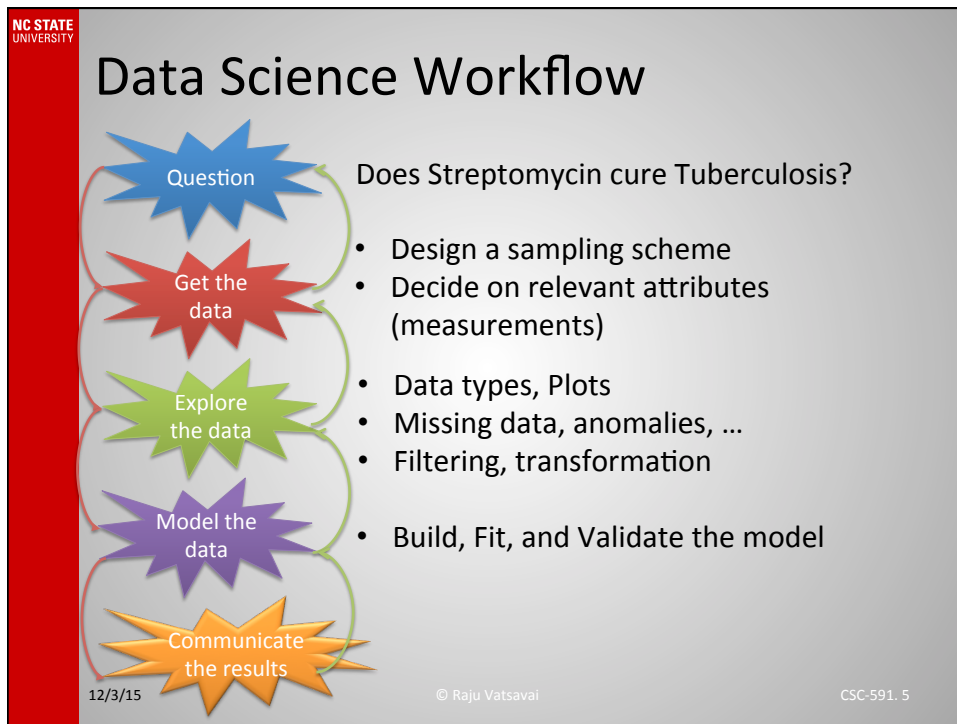 NC STATE
UNIVERSITY
Data Science Workflow
Question
Does Streptomycin cure Tuberculosis?
Get the
data
• Design a sampling scheme
• Decide on relevant attributes
(measurements)
Explore
the data
• Data types, Plots
• Missing data, anomalies, …
• Filtering, transformation
Model the
data
• Build, Fit, and Validate the model
Communicate
the results
12/3/15
© Raju Vatsavai
CSC-591. 5